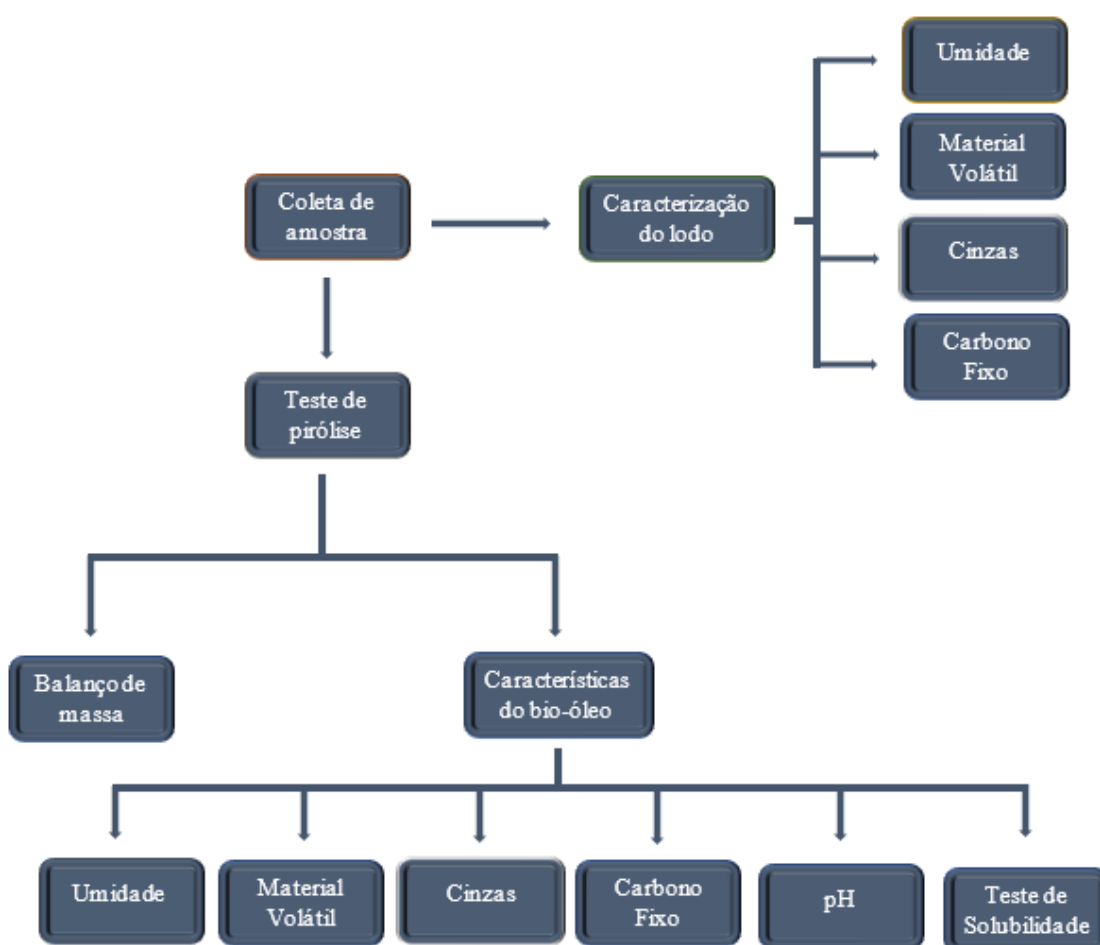 Umidade
Material
Volátil
Coleta de
amostra
Caracterização
do lodo
Cinzas
Carbono
Fixo
Teste de
pirólise
Balanço de
massa
Características
do bio-óleo
Umidade
Material
Volátil
Cinzas
Carbono
Fixo
pH
Teste de
Solubilidade